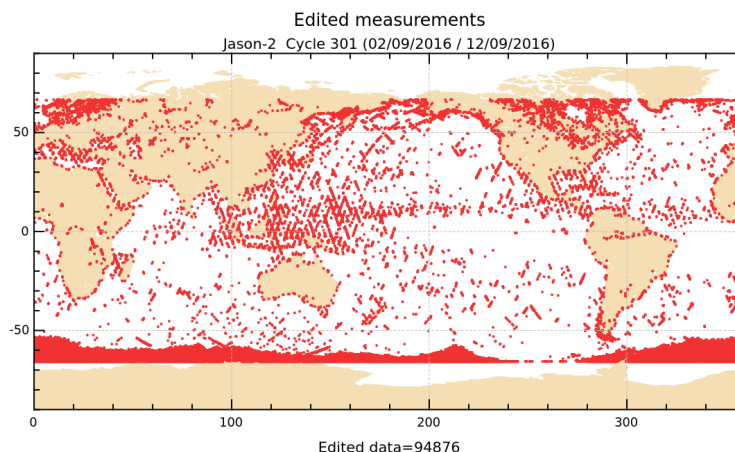 Edited measurements
Jason-2 Cycle 301 (02/09/2016 / 12/09/2016)
50
0
-50
0 100 200 300
Edited data=94876